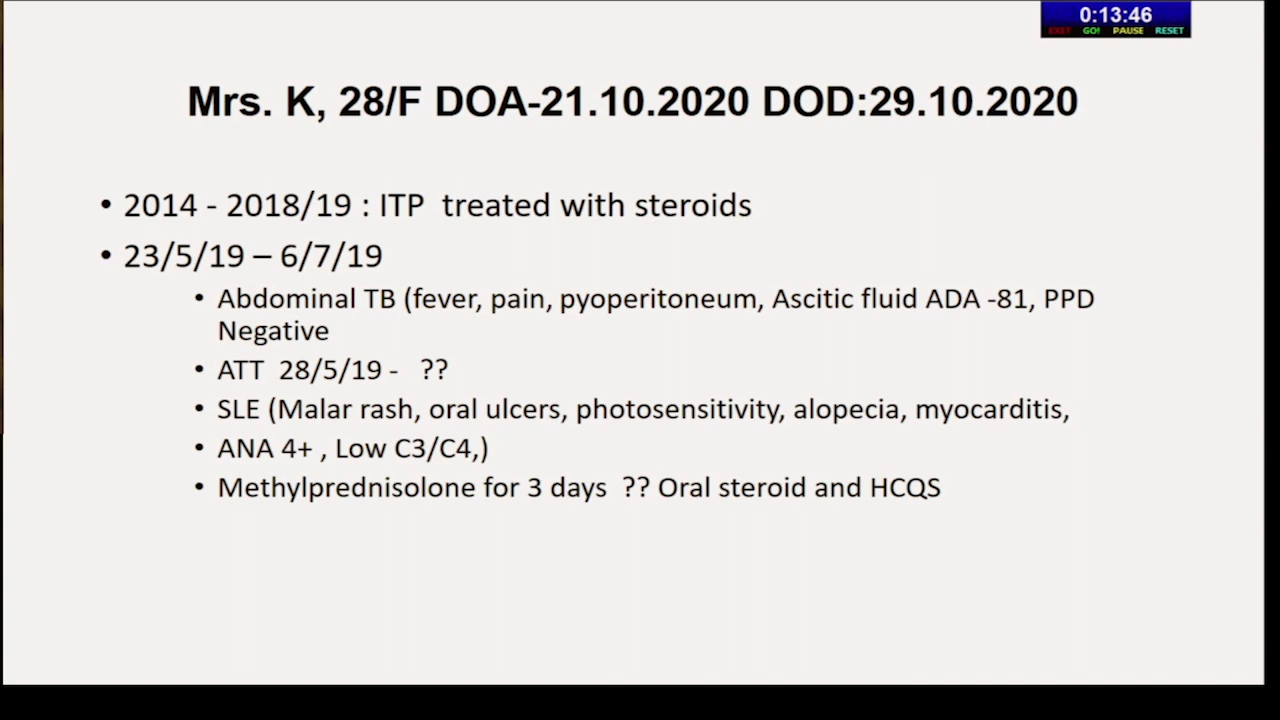 0:13:46
EXIT GO! PAUSE RESET
Mrs. K, 28/F DOA-21.10.2020 DOD:29.10.2020
• 2014 - 2018/19 : ITP treated with steroids
• 23/5/19 – 6/7/19
• Abdominal TB (fever, pain, pyoperitoneum, Ascitic fluid ADA -81, PPD
Negative
• ATT 28/5/19 - ??
• SLE (Malar rash, oral ulcers, photosensitivity, alopecia, myocarditis,
• ANA 4+ , Low C3/C4,)
• Methylprednisolone for 3 days ?? Oral steroid and HCQS